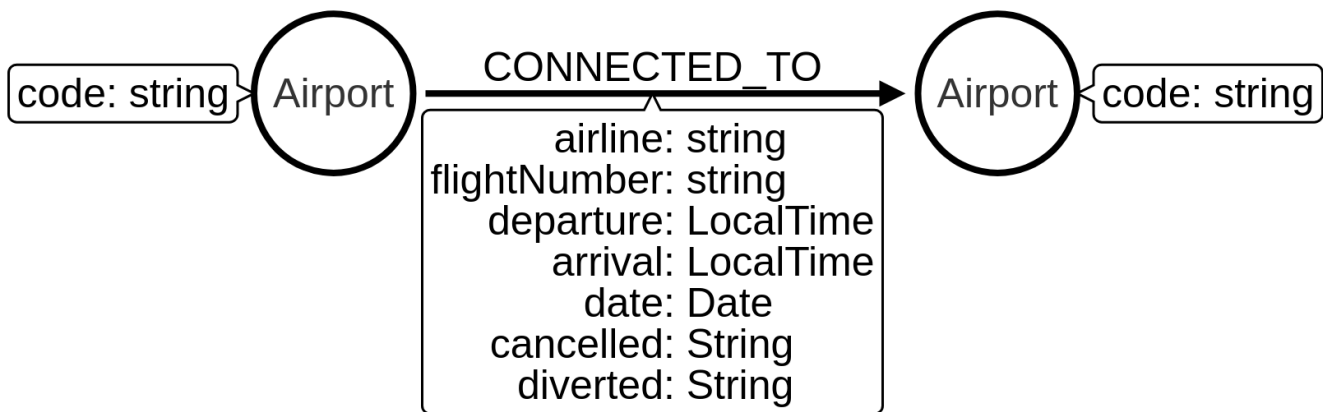 code: string
Airport
CONNECTED_TO
airline: string
flightNumber: string
departure: LocalTime
arrival: LocalTime
date: Date
cancelled: String
diverted: String
Airport
code: string